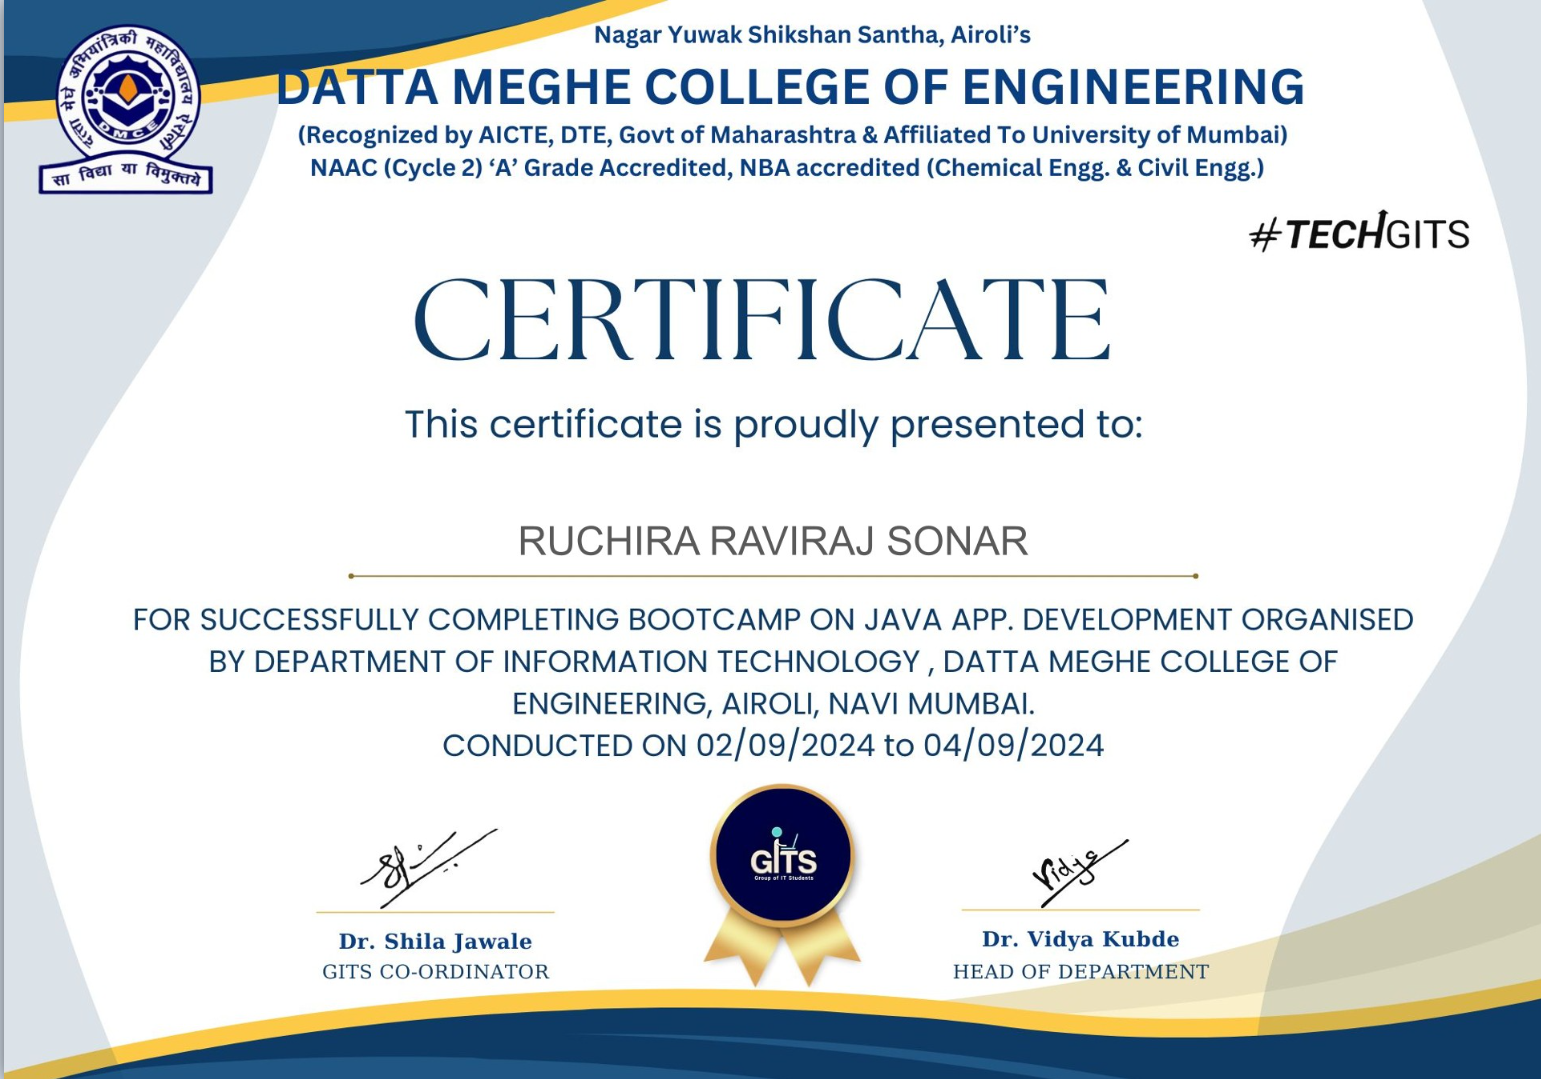 Nagar Yuwak Shikshan Santha, Airoli's
DATTA MEGHE COLLEGE OF ENGINEERING
(Recognized by AICTE, DTE, Govt of Maharashtra & Affiliated To University of Mumbai)
NAAC (Cycle 2) ‘A’ Grade Accredited, NBA accredited (Chemical Engg. & Civil Engg.)
दत्ता मेघे अभियांत्रिकी महाविद्यालय ऐरोली
DMCE
सा विद्या या विमुक्तये
#TECHGITS
CERTIFICATE
This certificate is proudly presented to:
RUCHIRA RAVIRAJ SONAR
FOR SUCCESSFULLY COMPLETING BOOTCAMP ON JAVA APP. DEVELOPMENT ORGANISED
BY DEPARTMENT OF INFORMATION TECHNOLOGY , DATTA MEGHE COLLEGE OF
ENGINEERING, AIROLI, NAVI MUMBAI.
CONDUCTED ON 02/09/2024 to 04/09/2024
GITS
Group of IT Students
Vidya
Dr. Shila Jawale
GITS CO-ORDINATOR
Dr. Vidya Kubde
HEAD OF DEPARTMENT